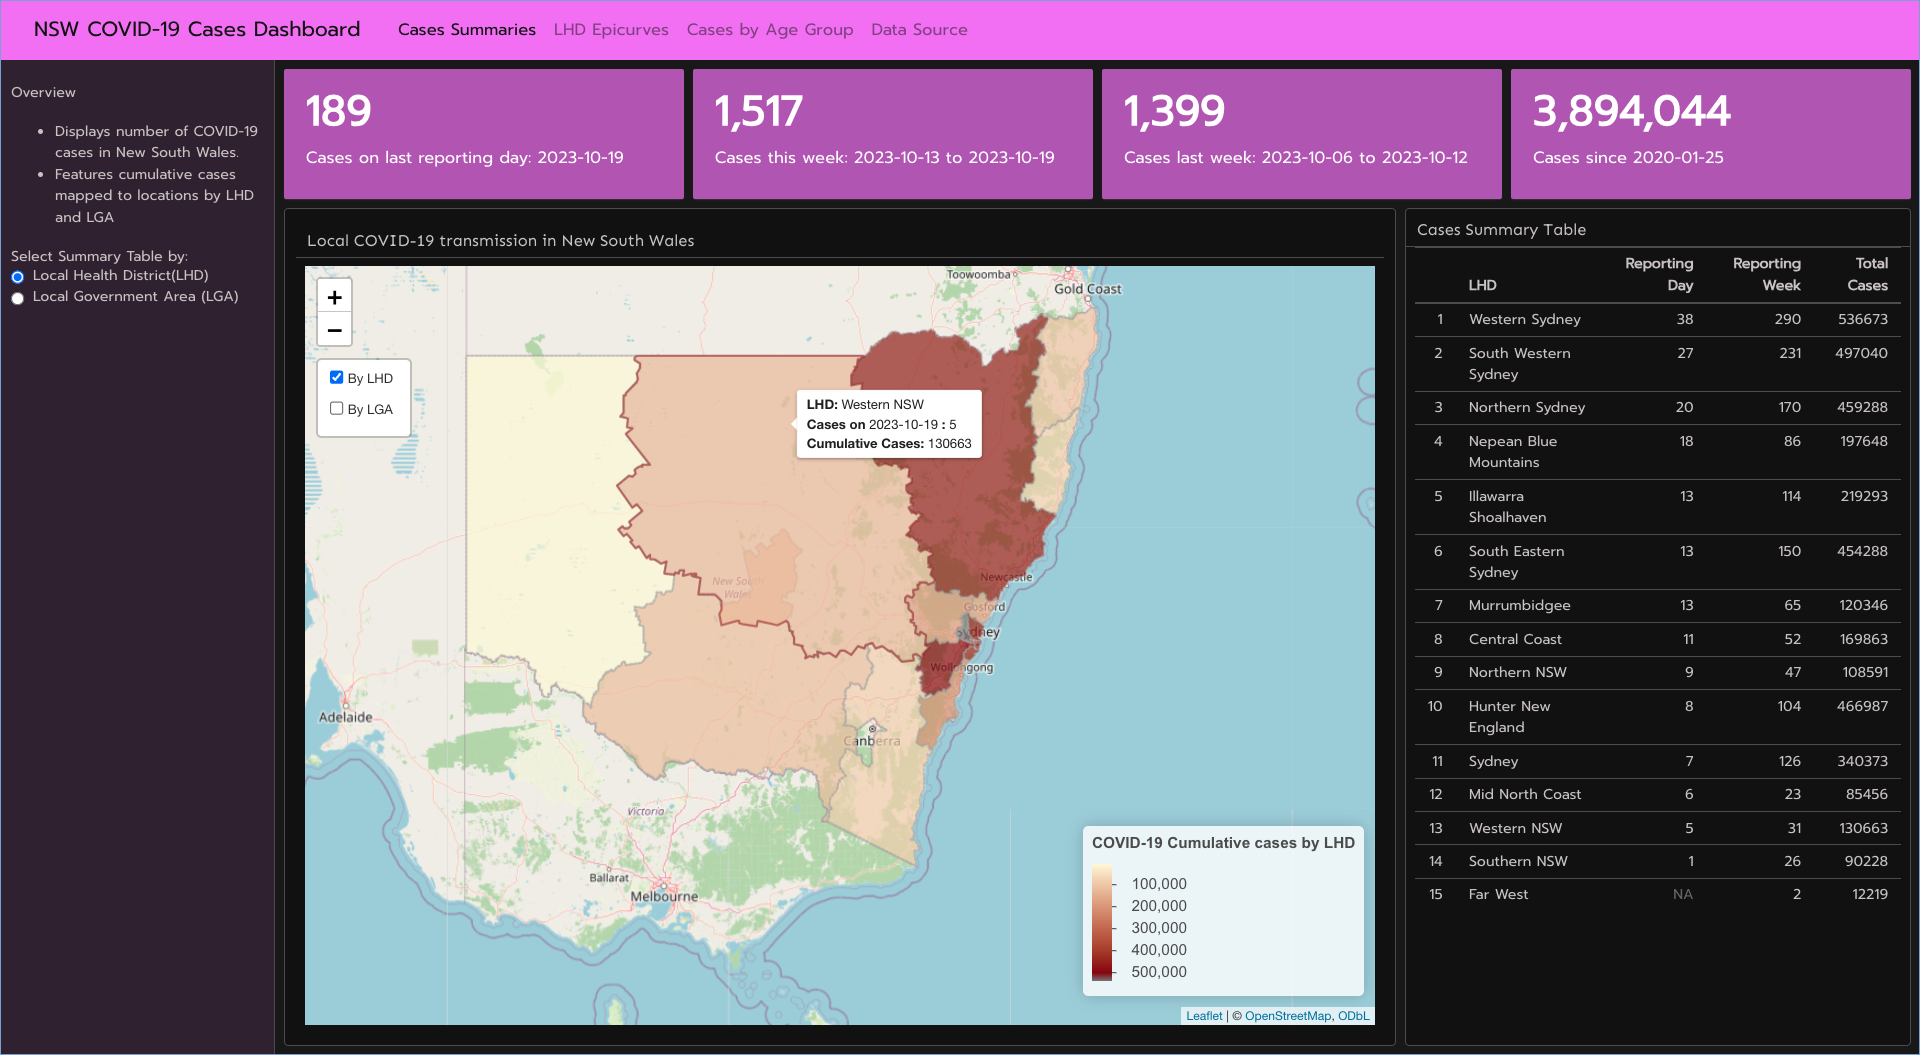 NSW COVID-19 Cases Dashboard
Cases Summaries
LHD Epicurves
Cases by Age Group
Data Source
Overview
Displays number of COVID-19
cases in New South Wales.
Features cumulative cases
mapped to locations by LHD
and LGA
Select Summary Table by:
Local Health District(LHD)
Local Government Area (LGA)
189
Cases on last reporting day: 2023-10-19
1,517
Cases this week: 2023-10-13 to 2023-10-19
1,399
Cases last week: 2023-10-06 to 2023-10-12
3,894,044
Cases since 2020-01-25
Local COVID-19 transmission in New South Wales
+
−
By LHD
By LGA
Toowoomba
Gold Coast
LHD: Western NSW
Cases on 2023-10-19 : 5
Cumulative Cases: 130663
New South
Wales
Newcastle
Gosford
Sydney
Wollongong
Adelaide
Canberra
Victoria
Ballarat
Melbourne
COVID-19 Cumulative cases by LHD
100,000
200,000
300,000
400,000
500,000
Leaflet | © OpenStreetMap, ODbL
Cases Summary Table
LHD Reporting Day Reporting Week Total Cases
1 Western Sydney 38 290 536673
2 South Western Sydney 27 231 497040
3 Northern Sydney 20 170 459288
4 Nepean Blue Mountains 18 86 197648
5 Illawarra Shoalhaven 13 114 219293
6 South Eastern Sydney 13 150 454288
7 Murrumbidgee 13 65 120346
8 Central Coast 11 52 169863
9 Northern NSW 9 47 108591
10 Hunter New England 8 104 466987
11 Sydney 7 126 340373
12 Mid North Coast 6 23 85456
13 Western NSW 5 31 130663
14 Southern NSW 1 26 90228
15 Far West NA 2 12219